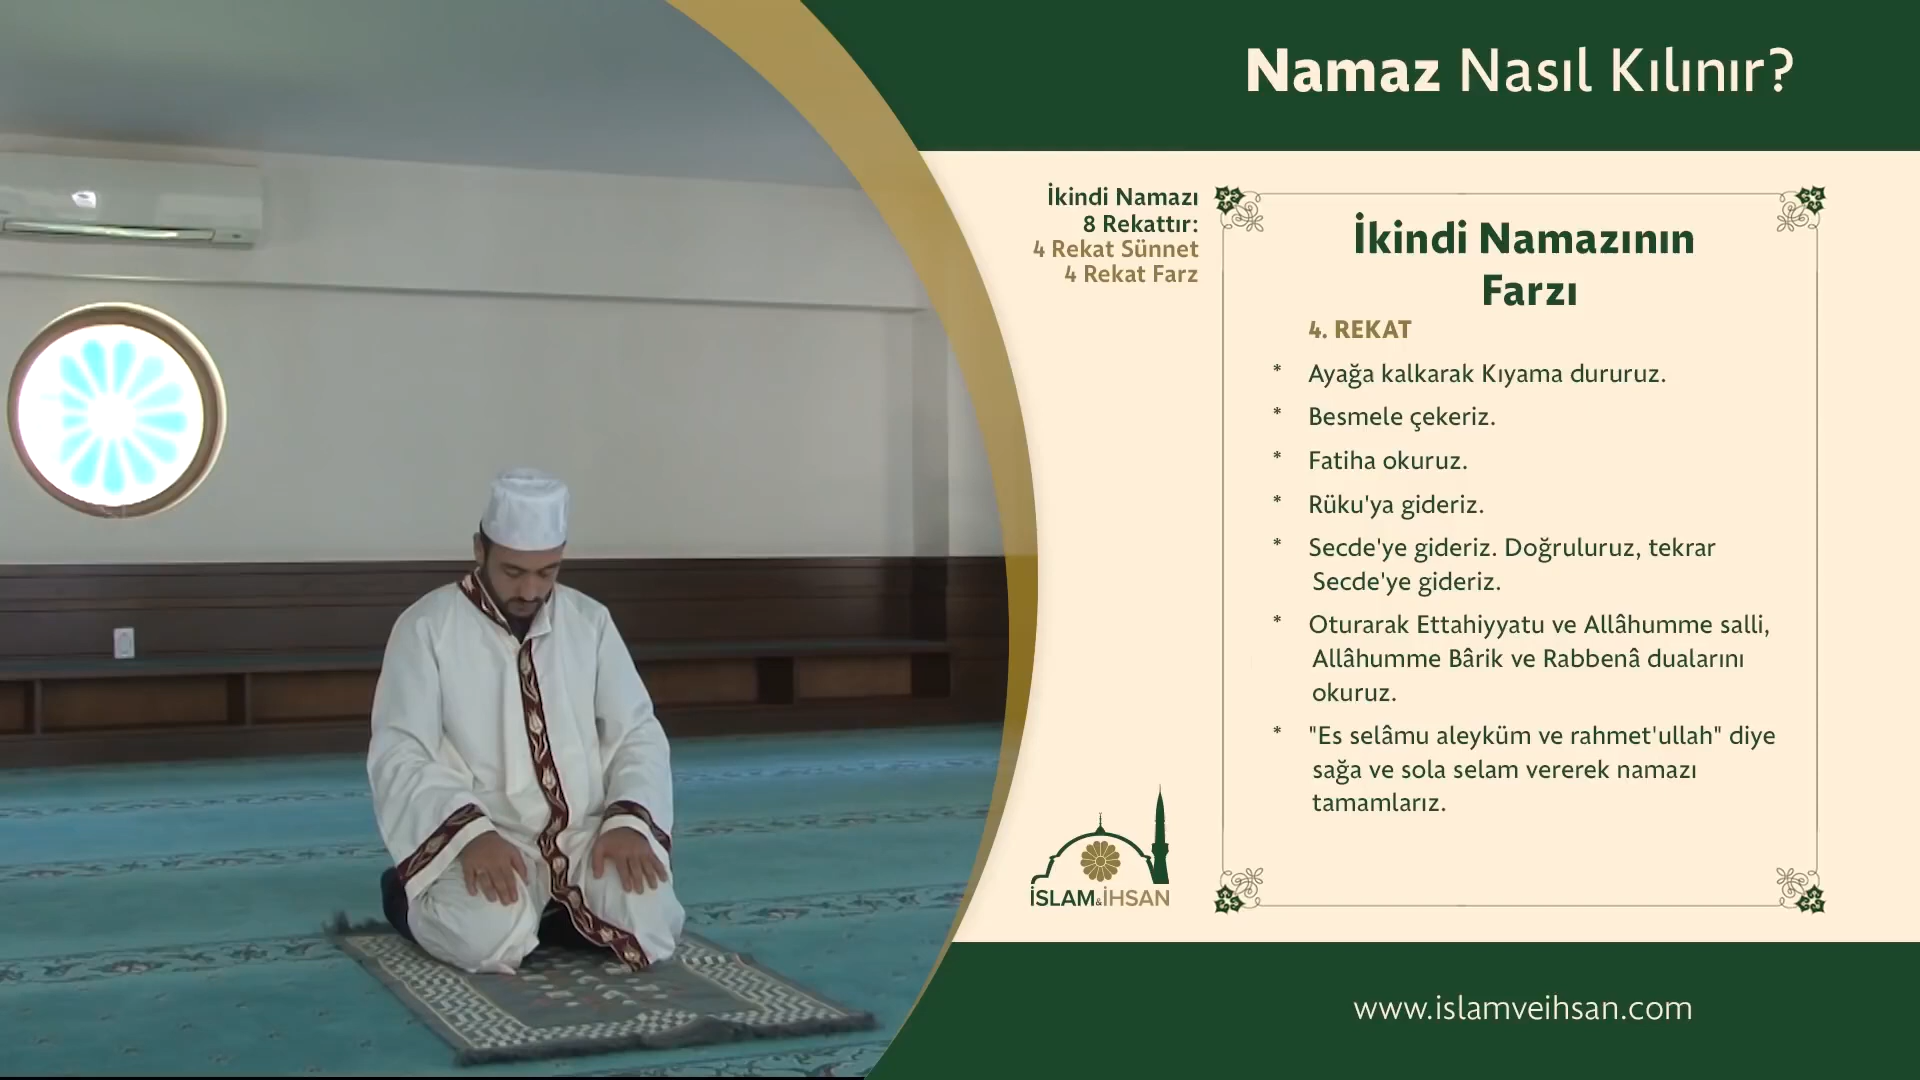 Namaz Nasıl Kılınır?
İkindi Namazı
8 Rekattır:
4 Rekat Sünnet
4 Rekat Farz
İkindi Namazının
Farzı
4. REKAT
* Ayağa kalkarak Kıyama dururuz.
* Besmele çekeriz.
* Fatiha okuruz.
* Rüku'ya gideriz.
* Secde'ye gideriz. Doğruluruz, tekrar
Secde'ye gideriz.
* Oturarak Ettahiyyatu ve Allâhumme salli,
Allâhumme Bârik ve Rabbenâ dualarını
okuruz.
* "Es selâmu aleyküm ve rahmet'ullah" diye
sağa ve sola selam vererek namazı
tamamlarız.
İSLAM&İHSAN
www.islamveihsan.com